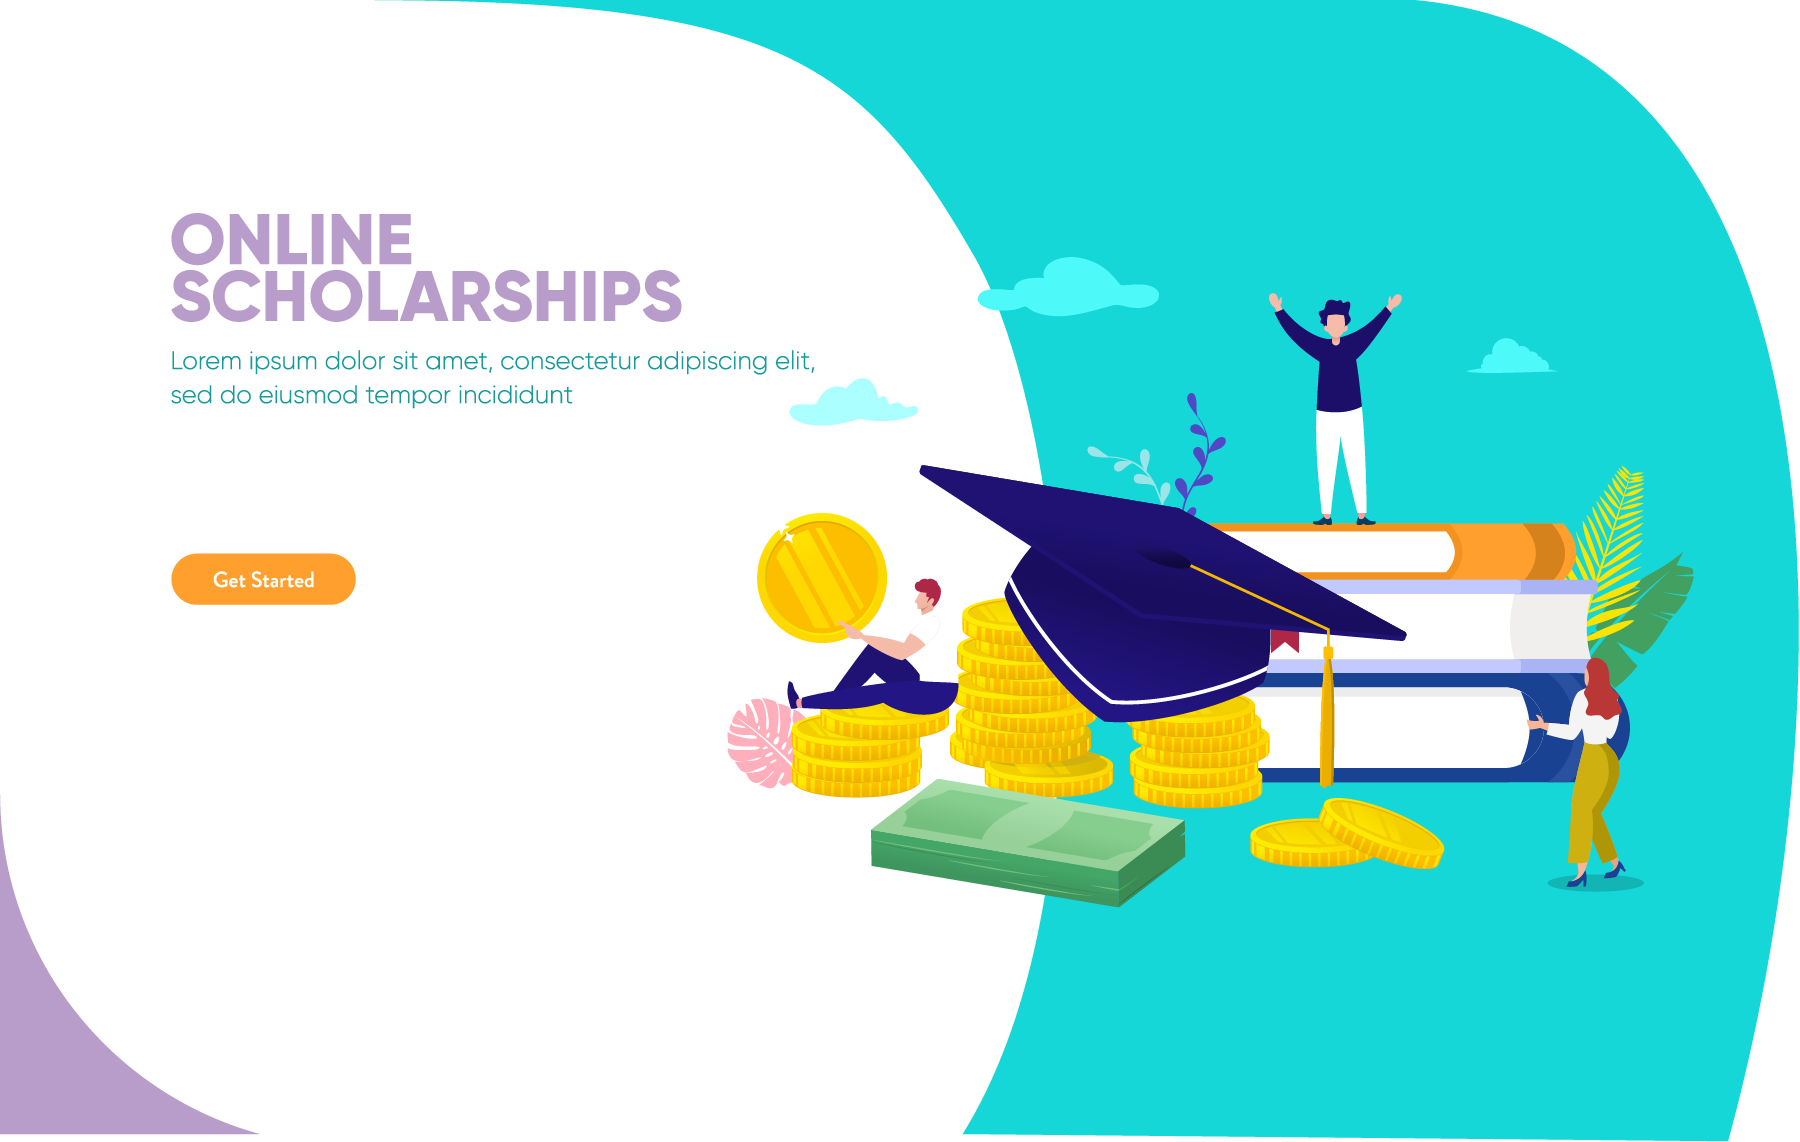 ONLINE
SCHOLARSHIPS
Lorem ipsum dolor sit amet, consectetur adipiscing elit,
sed do eiusmod tempor incididunt
Get Started